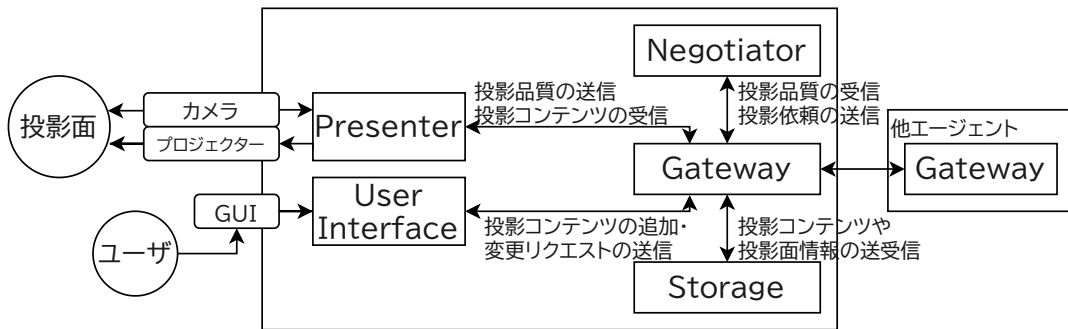 Negotiator
投影品質の送信
投影コンテンツの受信
投影品質の受信
投影依頼の送信
カメラ
投影面
プロジェクター
Presenter
Gateway
他エージェント
Gateway
GUI
User
Interface
ユーザ
投影コンテンツの追加・
変更リクエストの送信
投影コンテンツや
投影面情報の送受信
Storage